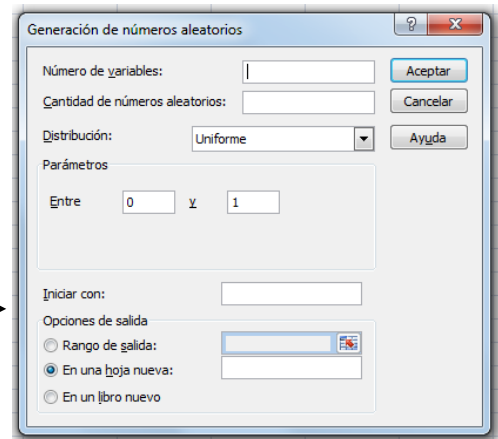 Generación de números aleatorios
Número de variables:
Aceptar
Cantidad de números aleatorios:
Cancelar
Distribución: Uniforme
Ayuda
Parámetros
Entre 0 y 1
Iniciar con:
Opciones de salida
Rango de salida:
En una hoja nueva:
En un libro nuevo